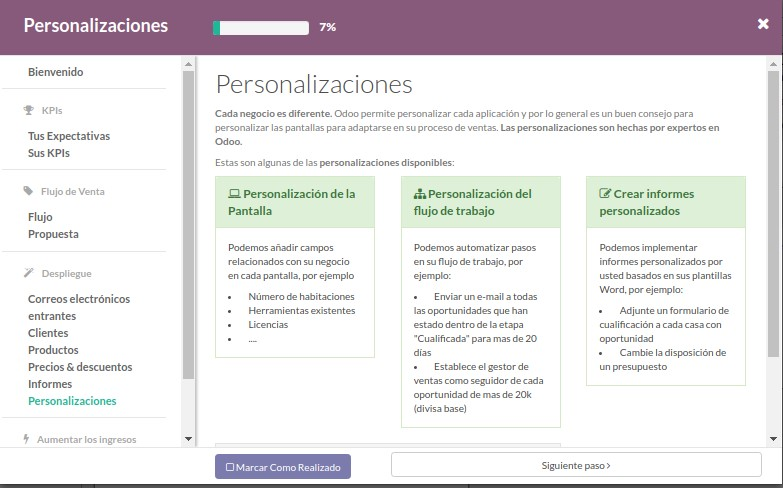 Personalizaciones
7%
Bienvenido
KPIs
Tus Expectativas
Sus KPIs
Flujo de Venta
Flujo
Propuesta
Despliegue
Correos electrónicos
entrantes
Clientes
Productos
Precios & descuentos
Informes
Personalizaciones
Aumentar los ingresos
Personalizaciones
Cada negocio es diferente. Odoo permite personalizar cada aplicación y por lo general es un buen consejo para
personalizar las pantallas para adaptarse en su proceso de ventas. Las personalizaciones son hechas por expertos en
Odoo.
Estas son algunas de las personalizaciones disponibles:
Personalización de la
Pantalla
Podemos añadir campos
relacionados con su negocio
en cada pantalla, por ejemplo
• Número de habitaciones
• Herramientas existentes
• Licencias
• ....
Personalización del
flujo de trabajo
Podemos automatizar pasos
en su flujo de trabajo, por
ejemplo:
• Enviar un e-mail a todas
las oportunidades que han
estado dentro de la etapa
"Cualificada" para mas de 20
días
• Establece el gestor de
ventas como seguidor de cada
oportunidad de mas de 20k
(divisa base)
Crear informes
personalizados
Podemos implementar
informes personalizados por
usted basados en sus plantillas
Word, por ejemplo:
• Adjunte un formulario de
cualificación a cada casa con
oportunidad
• Cambie la disposición de
un presupuesto
Marcar Como Realizado
Siguiente paso